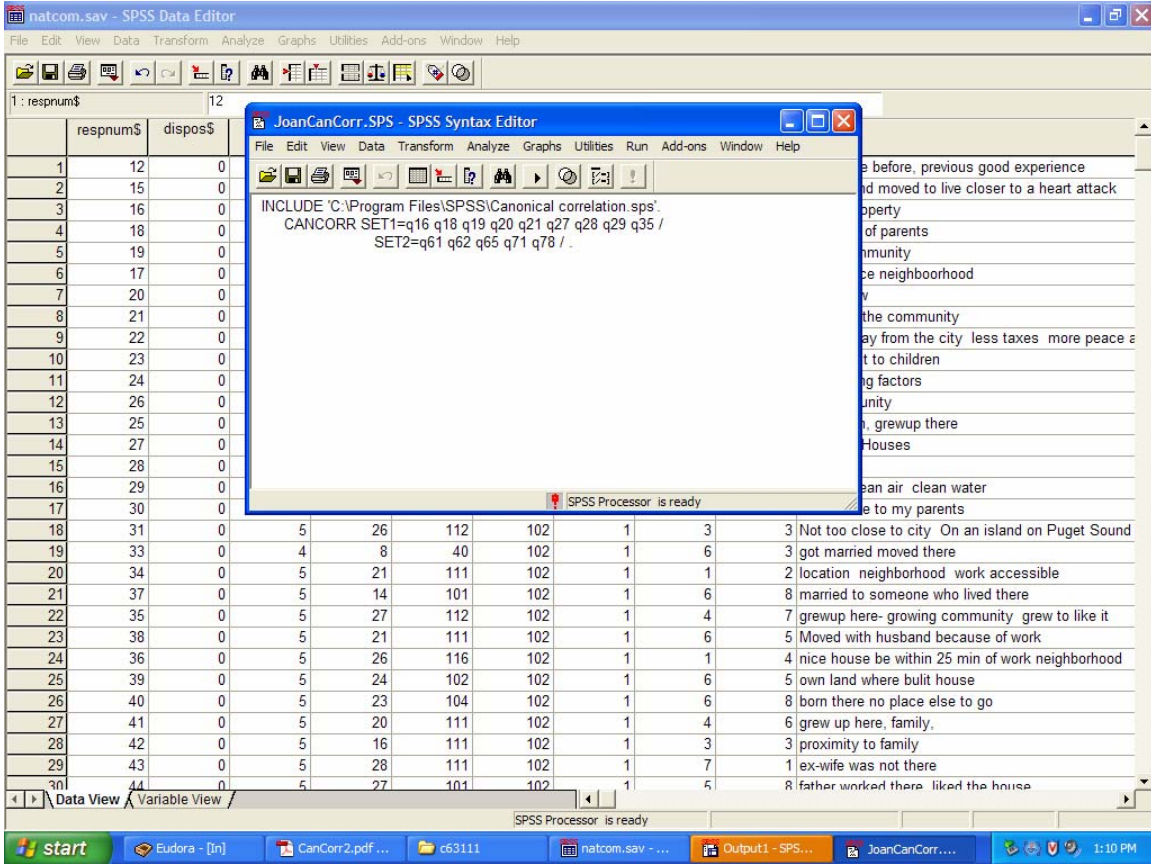 natcom.sav - SPSS Data Editor
File Edit View Data Transform Analyze Graphs Utilities Add-ons Window Help
1 : respnum$ 12
respnum$ dispos$
1 12 0 e before, previous good experience
2 15 0 nd moved to live closer to a heart attack
3 16 0 operty
4 18 0 of parents
5 19 0 mmunity
6 17 0 ce neighboorhood
7 20 0 w
8 21 0 the community
9 22 0 ay from the city less taxes more peace a
10 23 0 t to children
11 24 0 ng factors
12 26 0 unity
13 25 0 n, grewup there
14 27 0 Houses
15 28 0
16 29 0 ean air clean water
17 30 0 e to my parents
JoanCanCorr.SPS - SPSS Syntax Editor
File Edit View Data Transform Analyze Graphs Utilities Run Add-ons Window Help
INCLUDE 'C:\Program Files\SPSS\Canonical correlation.sps'.
CANCORR SET1=q16 q18 q19 q20 q21 q27 q28 q29 q35 /
SET2=q61 q62 q65 q71 q78 / .
SPSS Processor is ready
18 31 0 5 26 112 102 1 3 3 Not too close to city On an island on Puget Sound
19 33 0 4 8 40 102 1 6 3 got married moved there
20 34 0 5 21 111 102 1 1 2 location neighborhood work accessible
21 37 0 5 14 101 102 1 6 8 married to someone who lived there
22 35 0 5 27 112 102 1 4 7 grewup here- growing community grew to like it
23 38 0 5 21 111 102 1 6 5 Moved with husband because of work
24 36 0 5 26 116 102 1 1 4 nice house be within 25 min of work neighborhood
25 39 0 5 24 102 102 1 6 5 own land where bulit house
26 40 0 5 23 104 102 1 6 8 born there no place else to go
27 41 0 5 20 111 102 1 4 6 grew up here, family,
28 42 0 5 16 111 102 1 3 3 proximity to family
29 43 0 5 28 111 102 1 7 1 ex-wife was not there
30 44 0 5 27 101 102 1 5 8 father worked there liked the house
Data View Variable View
SPSS Processor is ready
start Eudora - [In] CanCorr2.pdf ... c63111 natcom.sav - ... Output1 - SPS... JoanCanCorr.... 1:10 PM